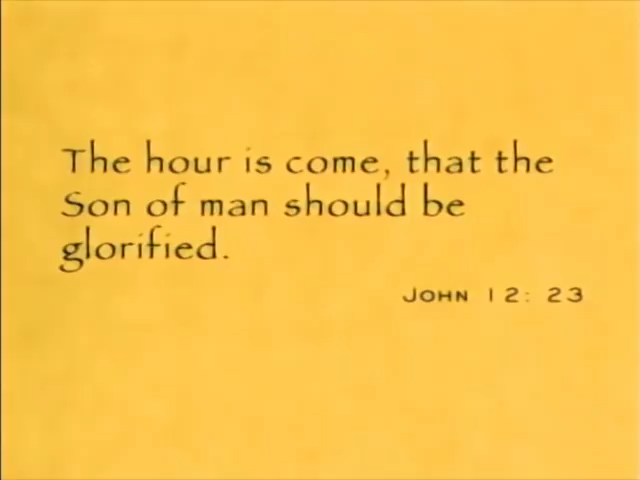 The hour is come, that the
Son of man should be
glorified.
John 12: 23